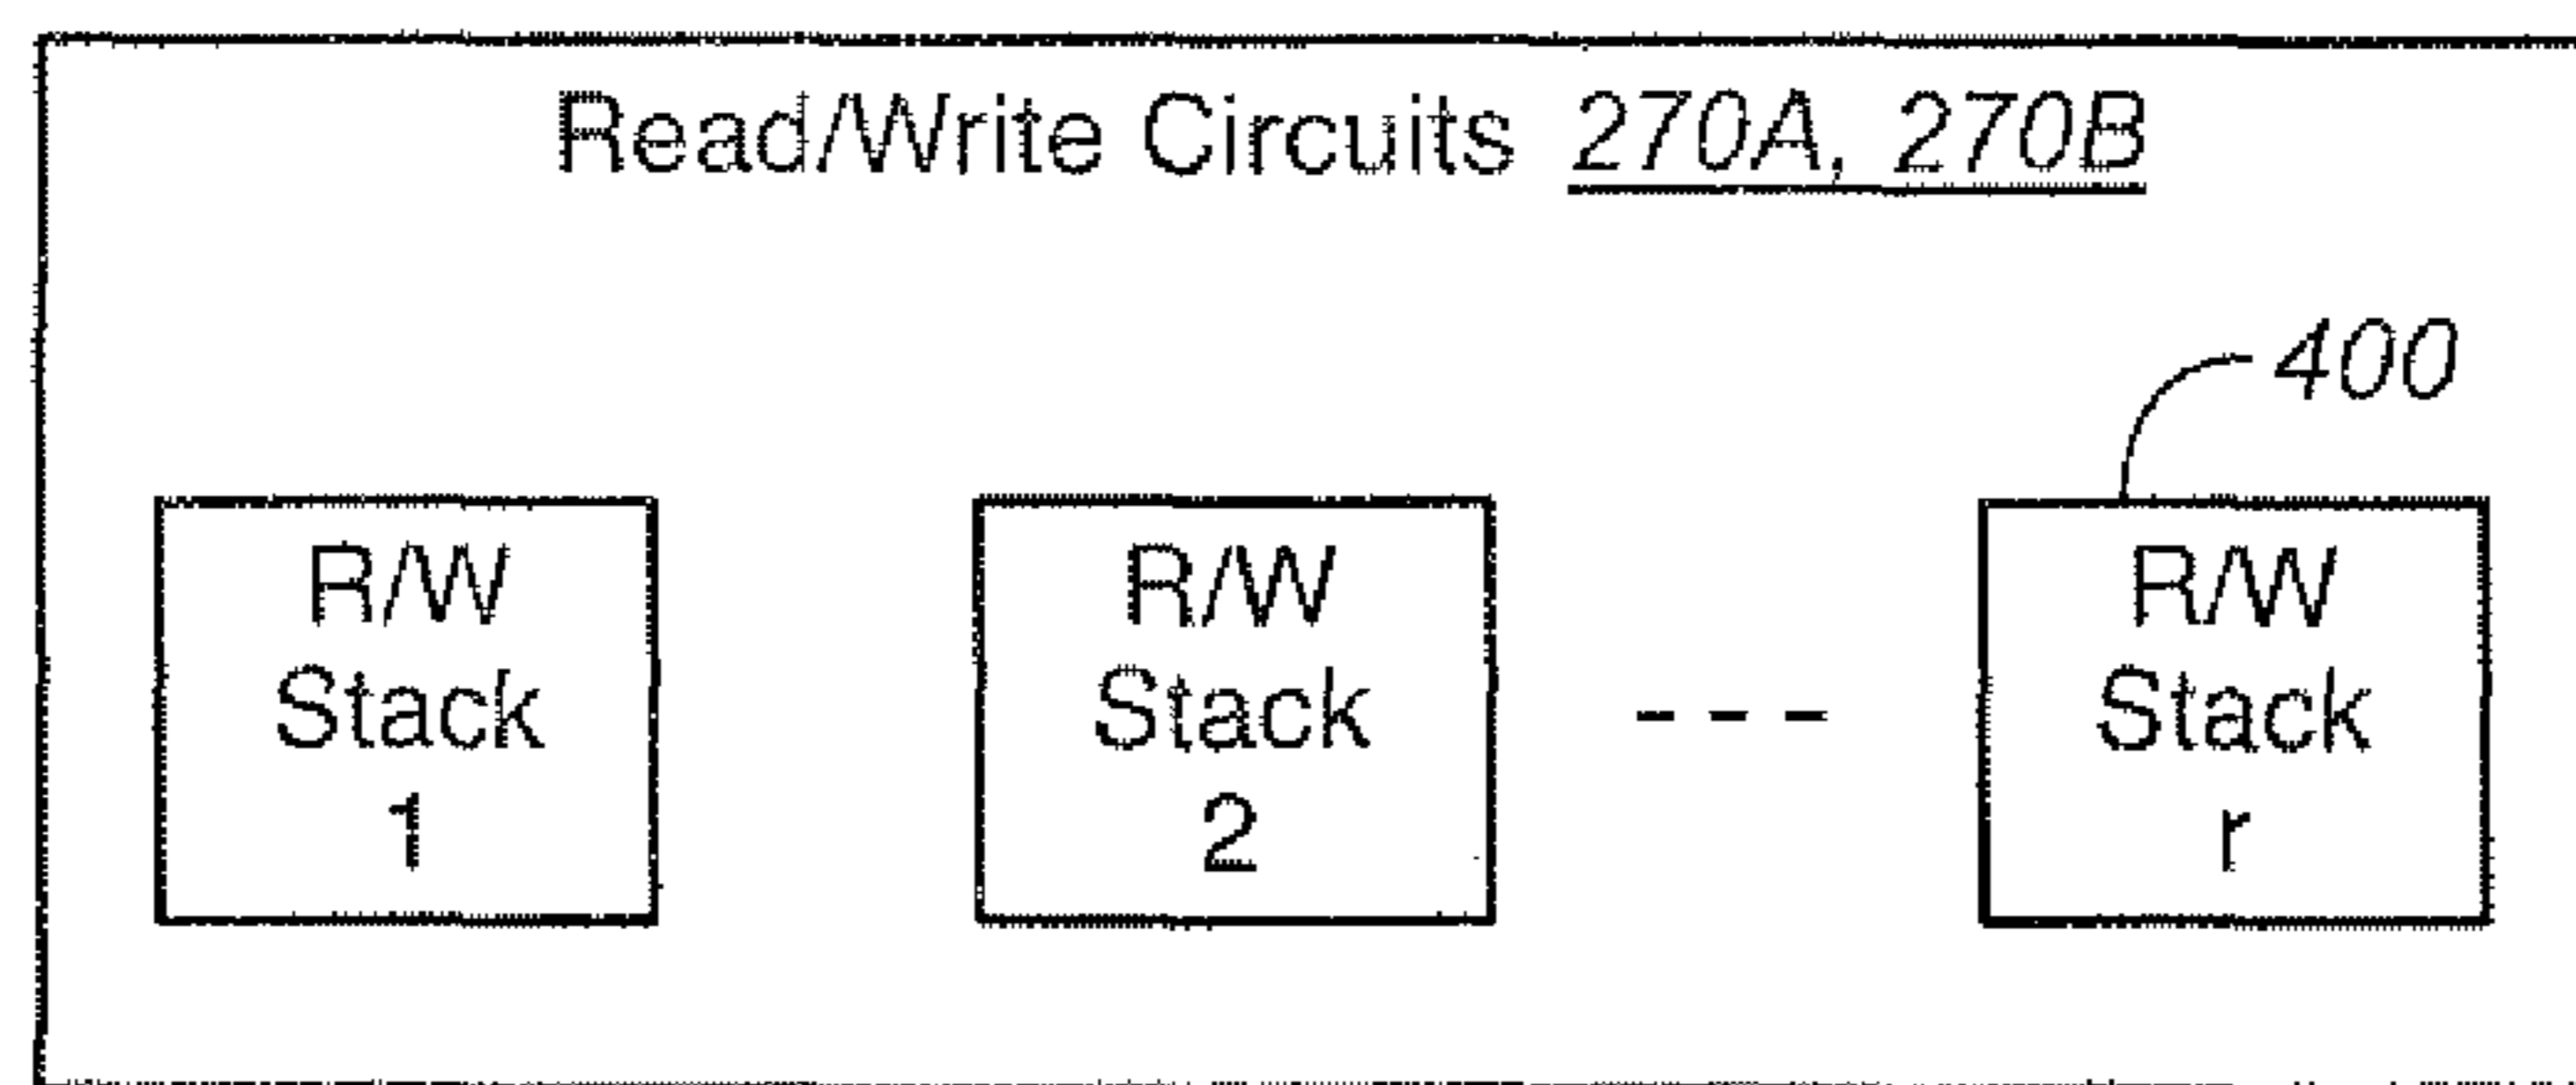 Read/Write Circuits 270A, 270B
400
R/W
Stack
1
R/W
Stack
2
R/W
Stack
r